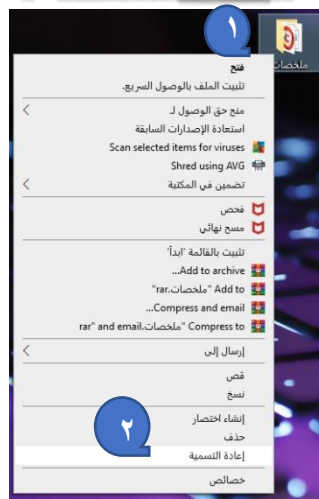 ١
ملخصات
فتح
تثبيت الملف بالوصول السريع.
منح حق الوصول لـ
استعادة الإصدارات السابقة
Scan selected items for viruses
Shred using AVG
تضمين في المكتبة
فحص
مسح نهائي
تثبيت بالقائمة "ابدأ"
Add to archive...
Add to "ملخصات.rar"
Compress and email...
Compress to "ملخصات.rar" and email
إرسال إلى
قص
نسخ
إنشاء اختصار
حذف
٢
إعادة التسمية
خصائص